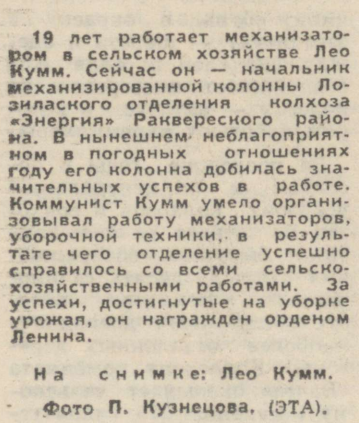 19 лет работает механизато-
ром в сельском хозяйстве Лео
Кумм. Сейчас он — начальник
механизированной колонны Ло-
вилаского отделения колхоза
«Энергия» Раквереского райо-
на. В нынешнем неблагоприят-
ном в погодных отношениях
году его колонна добилась зна-
чительных успехов в работе.
Коммунист Кумм умело органи-
зовывал работу механизаторов,
уборочной техники, в резуль-
тате чего отделение успешно
справилось со всеми сельско-
хозяйственными работами. За
успехи, достигнутые на уборке
урожая, он награжден орденом
Ленина.
На снимке: Лео Кумм.
Фото П. Кузнецова, (ЭТА).